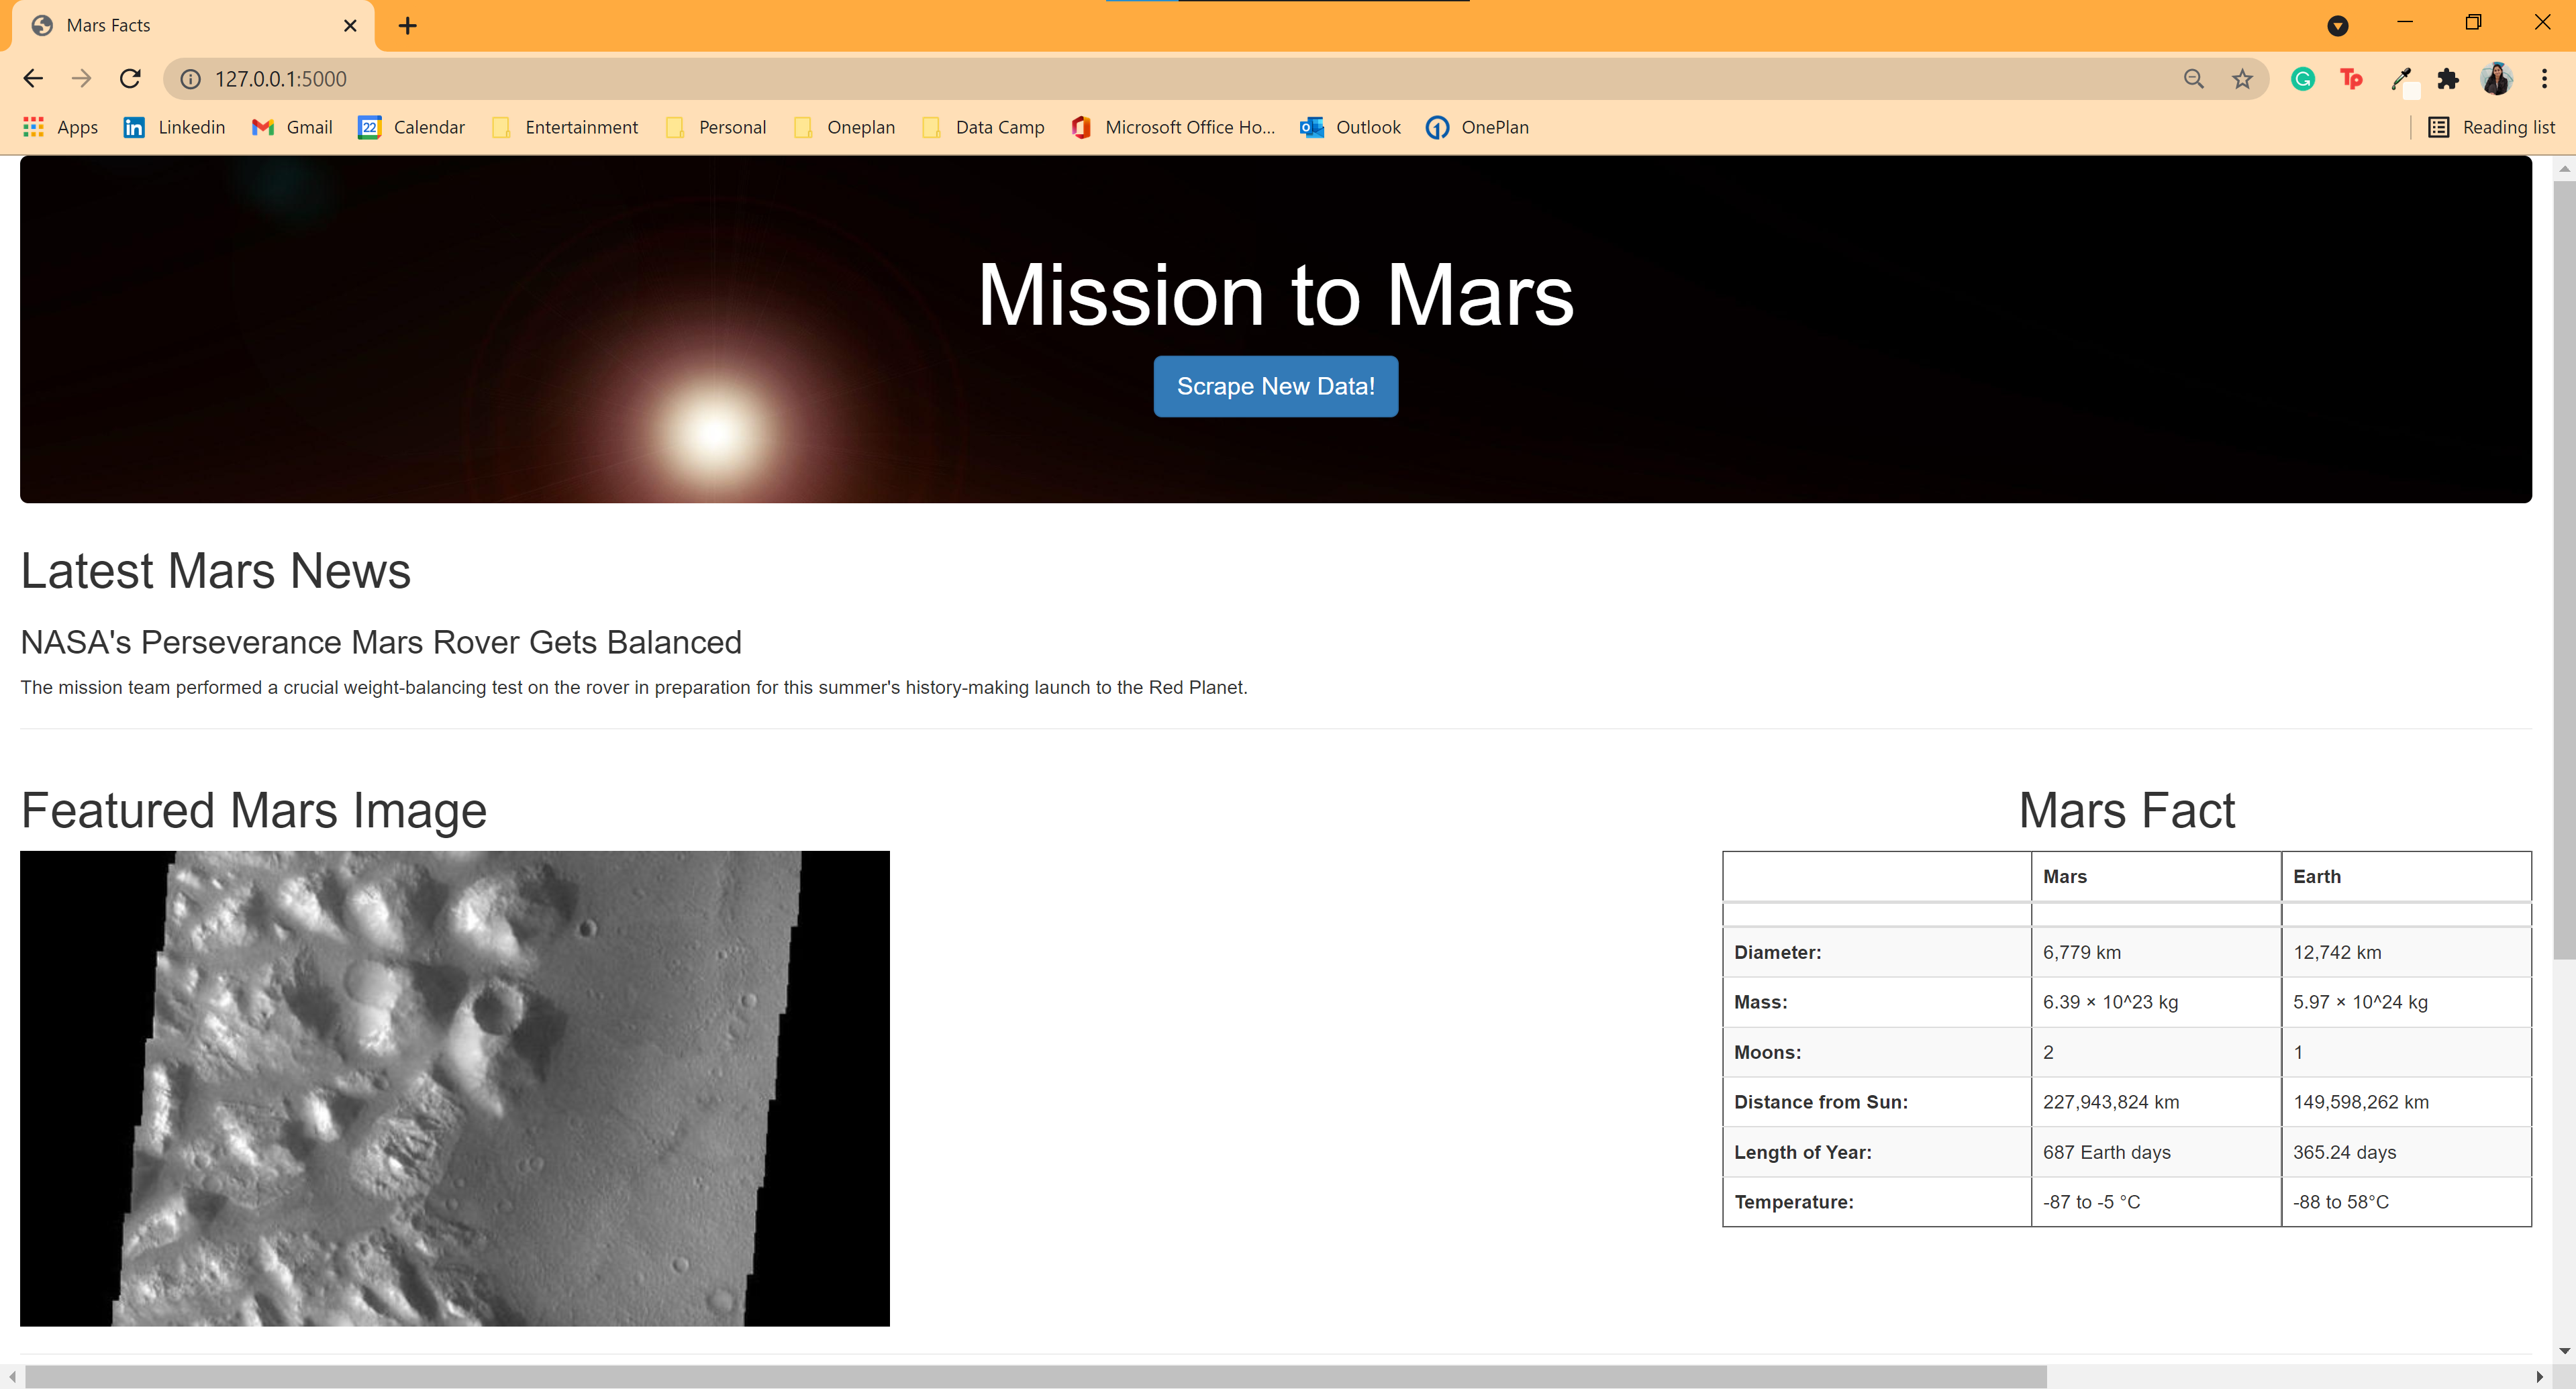 Mars Facts
127.0.0.1:5000
Apps Linkedin Gmail 22 Calendar Entertainment Personal Oneplan Data Camp Microsoft Office Ho... Outlook OnePlan Reading list
Mission to Mars
Scrape New Data!
Latest Mars News
NASA's Perseverance Mars Rover Gets Balanced
The mission team performed a crucial weight-balancing test on the rover in preparation for this summer's history-making launch to the Red Planet.
Featured Mars Image
Mars Fact
Mars Earth
Diameter: 6,779 km 12,742 km
Mass: 6.39 × 10^23 kg 5.97 × 10^24 kg
Moons: 2 1
Distance from Sun: 227,943,824 km 149,598,262 km
Length of Year: 687 Earth days 365.24 days
Temperature: -87 to -5 °C -88 to 58°C